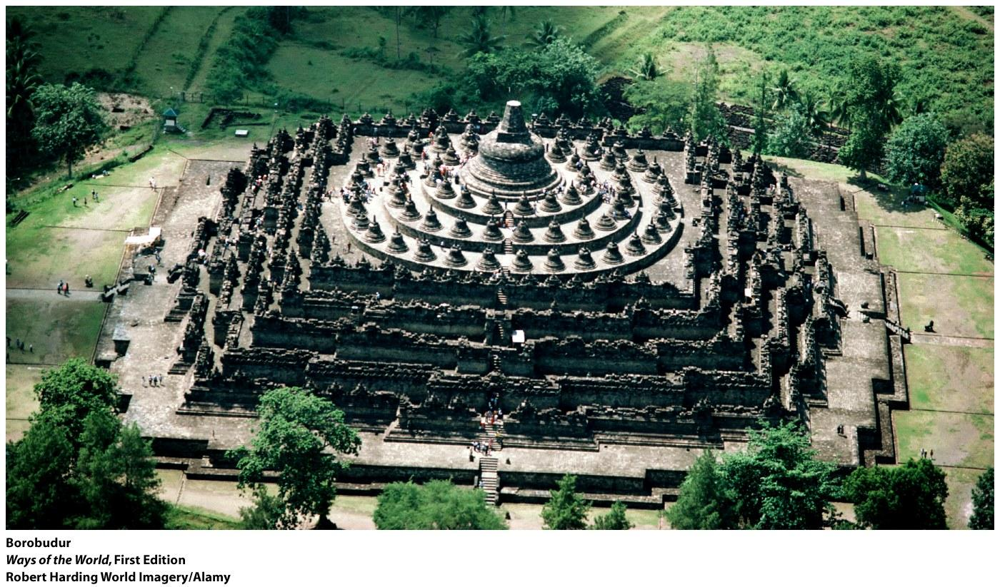 Borobudur
Ways of the World, First Edition
Robert Harding World Imagery/Alamy